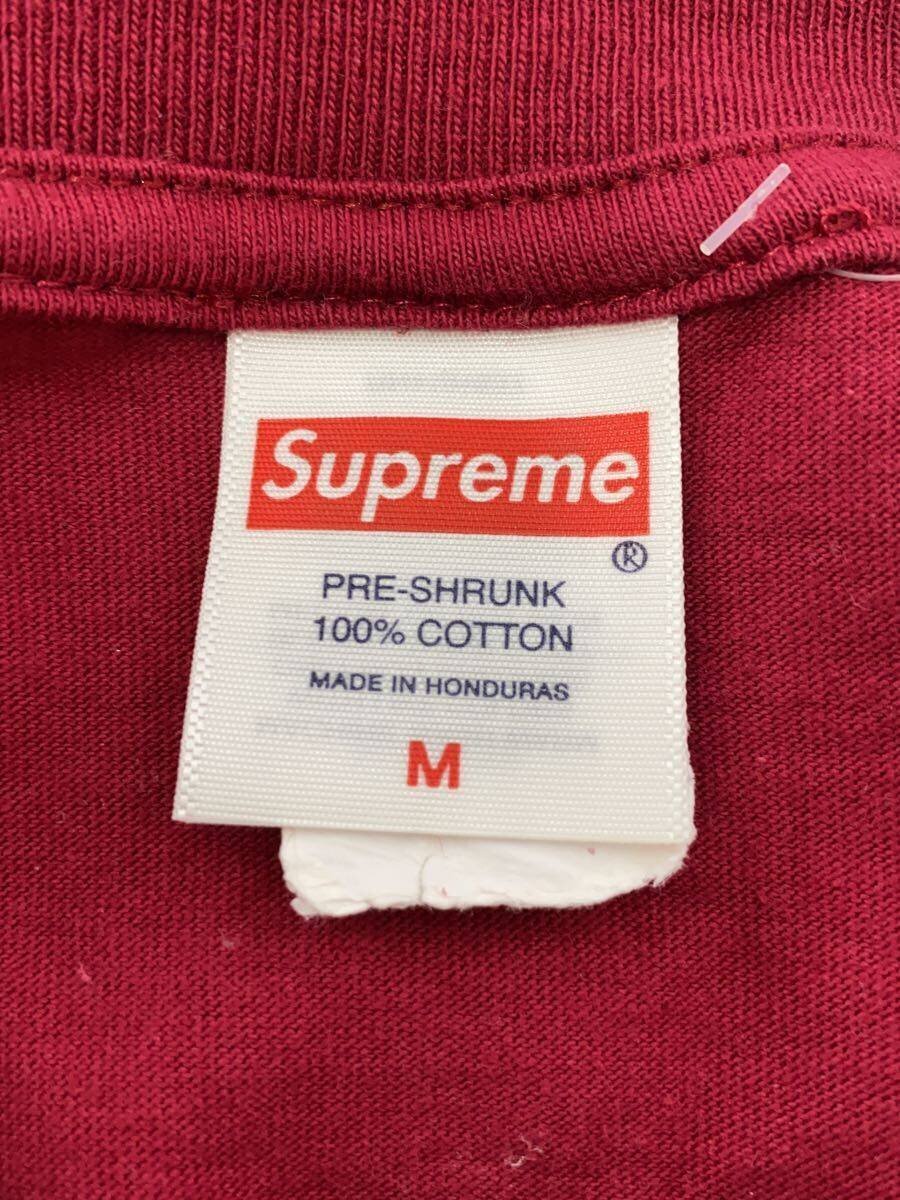 Supreme
®
PRE-SHRUNK
100% COTTON
MADE IN HONDURAS
M